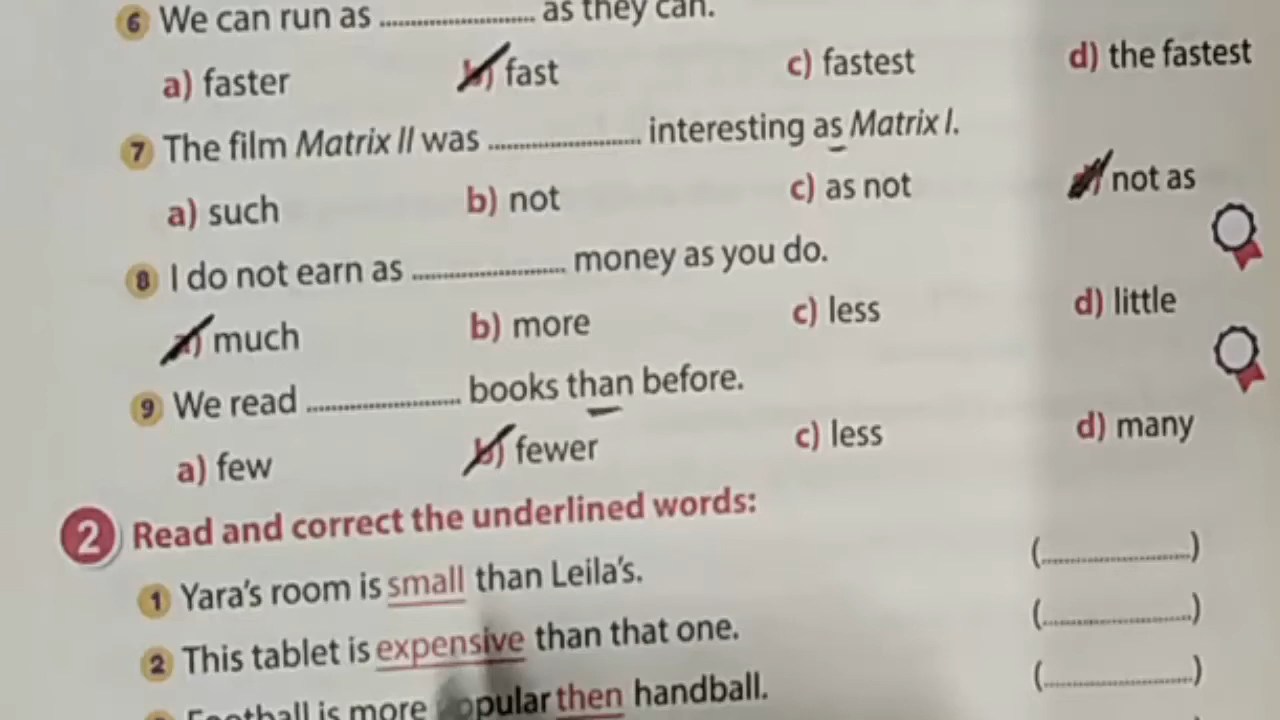 6 We can run as .......................... as they can.
a) faster b) fast c) fastest d) the fastest
7 The film Matrix II was .......................... interesting as Matrix I.
a) such b) not c) as not d) not as
8 I do not earn as .......................... money as you do.
a) much b) more c) less d) little
9 We read .......................... books than before.
a) few b) fewer c) less d) many
2 Read and correct the underlined words:
1 Yara's room is small than Leila's. (..........................)
2 This tablet is expensive than that one. (..........................)
Football is more popular then handball. (..........................)